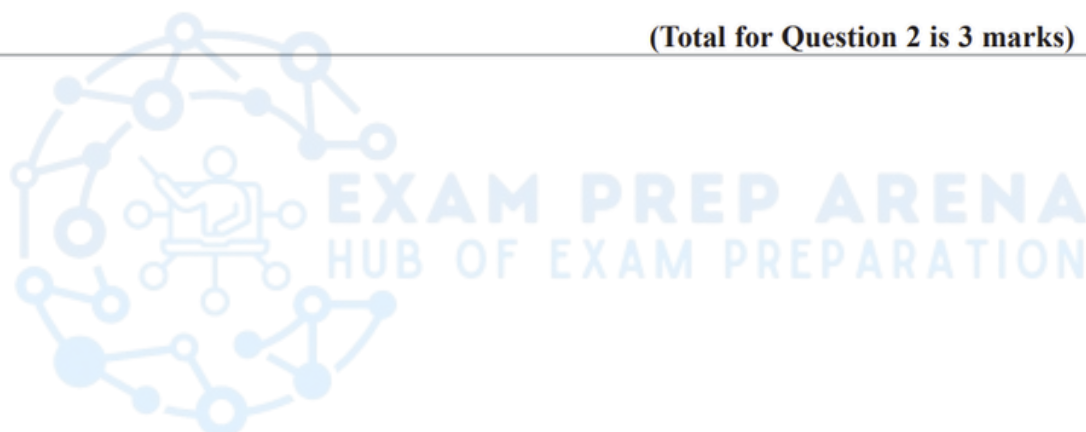 (Total for Question 2 is 3 marks)
EXAM PREP ARENA
HUB OF EXAM PREPARATION